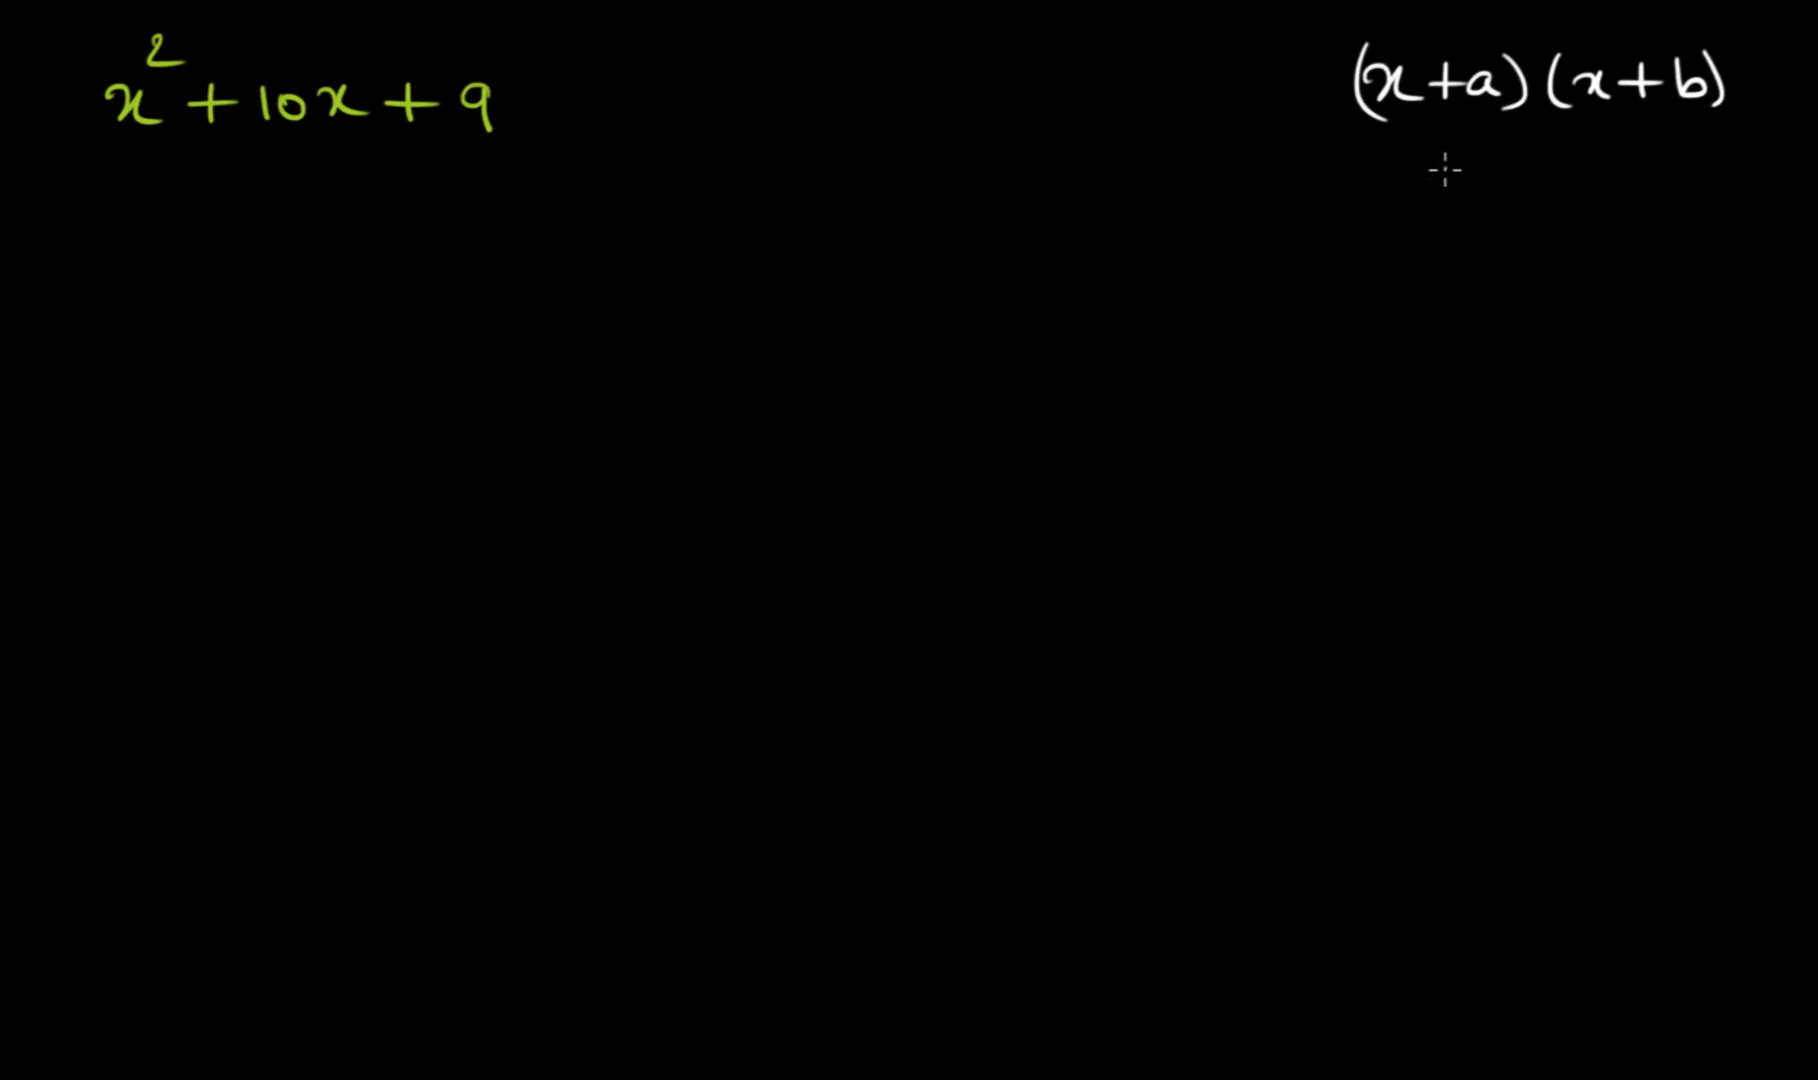 x² + 10x + 9
(x + a) (x + b)